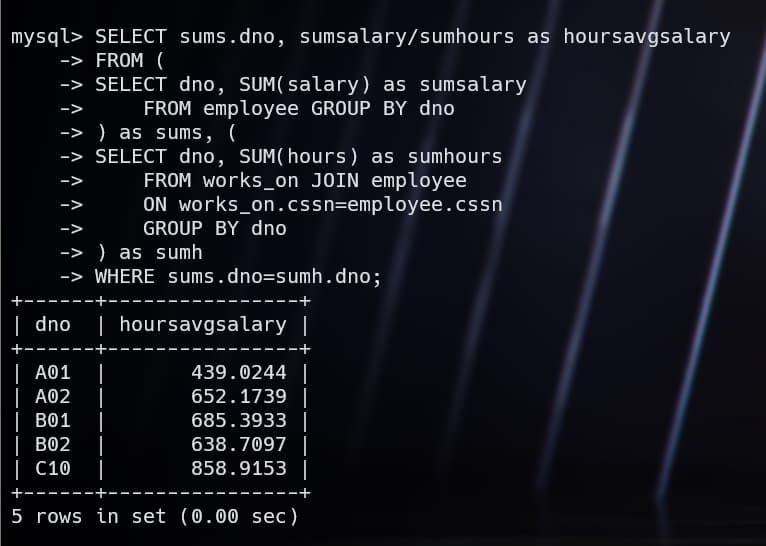 mysql> SELECT sums.dno, sumsalary/sumhours as hoursavgsalary
    -> FROM (
    -> SELECT dno, SUM(salary) as sumsalary
    ->     FROM employee GROUP BY dno
    -> ) as sums, (
    -> SELECT dno, SUM(hours) as sumhours
    ->     FROM works_on JOIN employee
    ->     ON works_on.cssn=employee.cssn
    ->     GROUP BY dno
    -> ) as sumh
    -> WHERE sums.dno=sumh.dno;
+------+----------------+
| dno  | hoursavgsalary |
+------+----------------+
| A01  |       439.0244 |
| A02  |       652.1739 |
| B01  |       685.3933 |
| B02  |       638.7097 |
| C10  |       858.9153 |
+------+----------------+
5 rows in set (0.00 sec)